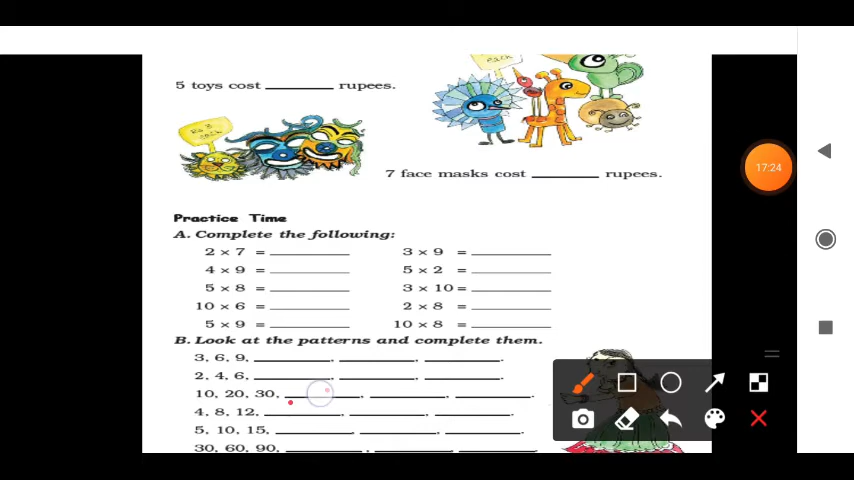 each
5 toys cost ________ rupees.
Rs 3
each
7 face masks cost ________ rupees.
17:24
Practice Time
A. Complete the following:
2 × 7 = ________ 3 × 9 = ________
4 × 9 = ________ 5 × 2 = ________
5 × 8 = ________ 3 × 10 = ________
10 × 6 = ________ 2 × 8 = ________
5 × 9 = ________ 10 × 8 = ________
B. Look at the patterns and complete them.
3, 6, 9, ________, ________, ________.
2, 4, 6, ________, ________, ________.
10, 20, 30, ________, ________, ________.
4, 8, 12, ________, ________, ________.
5, 10, 15, ________, ________, ________.
30, 60, 90, ________, ________, ________.